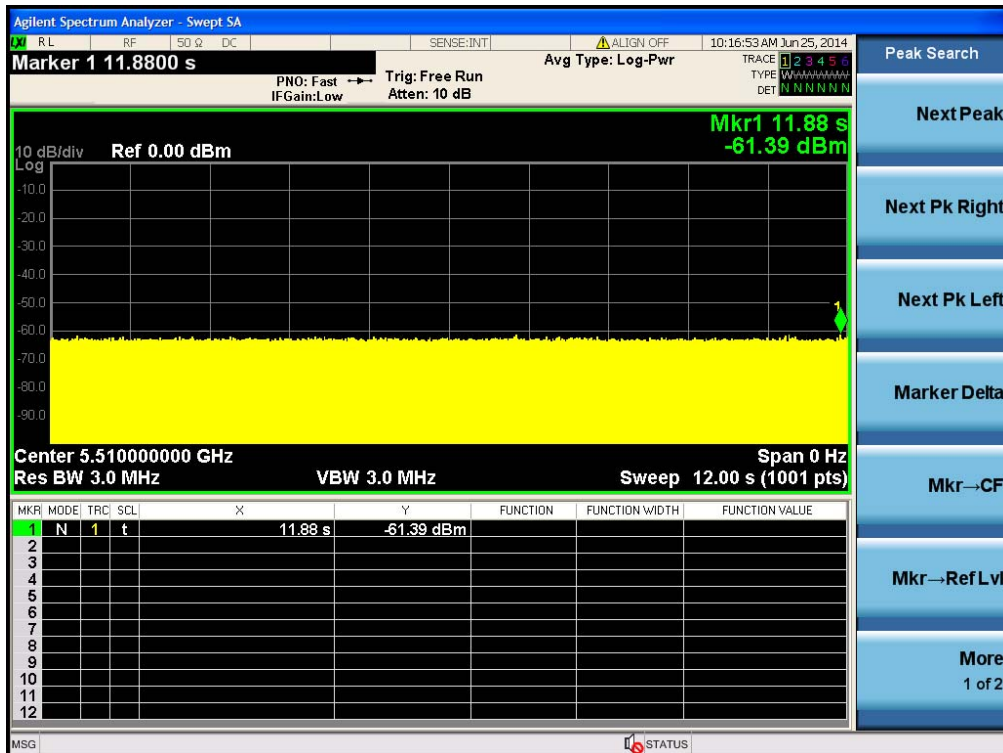 Agilent Spectrum Analyzer - Swept SA
LXI RL RF 50 Ω DC SENSE:INT ALIGN OFF 10:16:53 AM Jun 25, 2014
Marker 1 11.8800 s
PNO: Fast
IFGain:Low
Trig: Free Run
Atten: 10 dB
Avg Type: Log-Pwr
TRACE 1 2 3 4 5 6
TYPE WWWWWW
DET N N N N N N
Mkr1 11.88 s
-61.39 dBm
10 dB/div Ref 0.00 dBm
Log
-10.0
-20.0
-30.0
-40.0
-50.0
-60.0
-70.0
-80.0
-90.0
1
Center 5.510000000 GHz Span 0 Hz
Res BW 3.0 MHz VBW 3.0 MHz Sweep 12.00 s (1001 pts)
MKR MODE TRC SCL X Y FUNCTION FUNCTION WIDTH FUNCTION VALUE
1 N 1 t 11.88 s -61.39 dBm
2
3
4
5
6
7
8
9
10
11
12
MSG STATUS
Peak Search
Next Peak
Next Pk Right
Next Pk Left
Marker Delta
Mkr→CF
Mkr→Ref Lvl
More
1 of 2